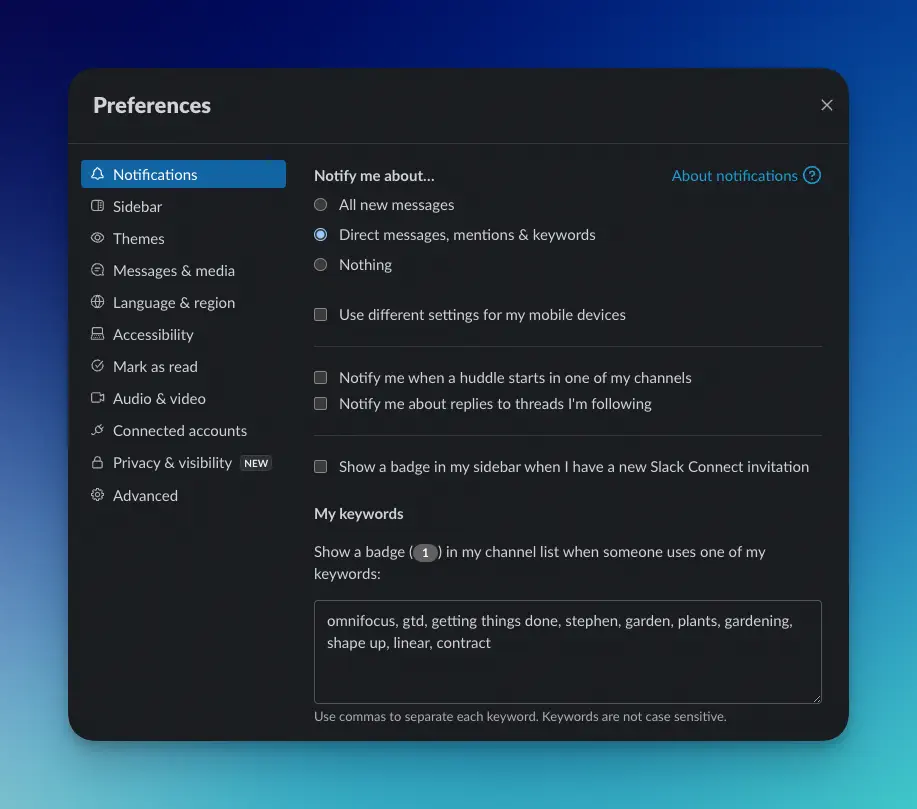 Preferences
Notifications
Sidebar
Themes
Messages & media
Language & region
Accessibility
Mark as read
Audio & video
Connected accounts
Privacy & visibility NEW
Advanced
Notify me about...
About notifications ?
All new messages
Direct messages, mentions & keywords
Nothing
Use different settings for my mobile devices
Notify me when a huddle starts in one of my channels
Notify me about replies to threads I'm following
Show a badge in my sidebar when I have a new Slack Connect invitation
My keywords
Show a badge (1) in my channel list when someone uses one of my
keywords:
omnifocus, gtd, getting things done, stephen, garden, plants, gardening,
shape up, linear, contract
Use commas to separate each keyword. Keywords are not case sensitive.